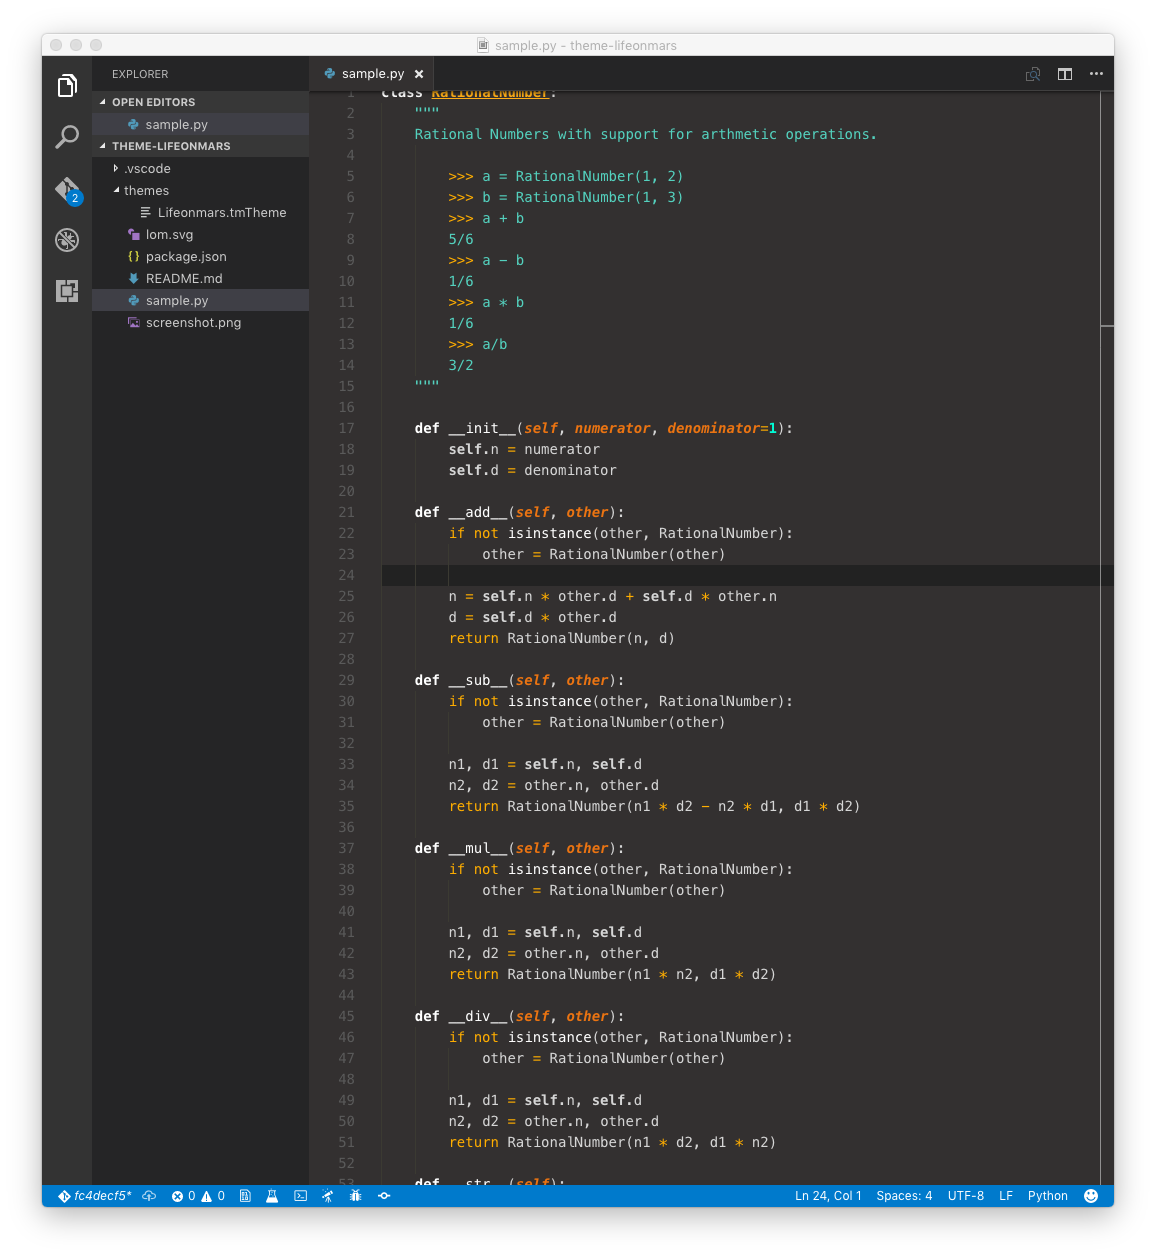 sample.py - theme-lifeonmars
EXPLORER
OPEN EDITORS
sample.py
THEME-LIFEONMARS
.vscode
themes
Lifeonmars.tmTheme
lom.svg
{} package.json
README.md
sample.py
screenshot.png
2
sample.py ×
1 class RationalNumber:
2 """
3 Rational Numbers with support for arthmetic operations.
4
5 >>> a = RationalNumber(1, 2)
6 >>> b = RationalNumber(1, 3)
7 >>> a + b
8 5/6
9 >>> a - b
10 1/6
11 >>> a * b
12 1/6
13 >>> a/b
14 3/2
15 """
16
17 def __init__(self, numerator, denominator=1):
18 self.n = numerator
19 self.d = denominator
20
21 def __add__(self, other):
22 if not isinstance(other, RationalNumber):
23 other = RationalNumber(other)
24
25 n = self.n * other.d + self.d * other.n
26 d = self.d * other.d
27 return RationalNumber(n, d)
28
29 def __sub__(self, other):
30 if not isinstance(other, RationalNumber):
31 other = RationalNumber(other)
32
33 n1, d1 = self.n, self.d
34 n2, d2 = other.n, other.d
35 return RationalNumber(n1 * d2 - n2 * d1, d1 * d2)
36
37 def __mul__(self, other):
38 if not isinstance(other, RationalNumber):
39 other = RationalNumber(other)
40
41 n1, d1 = self.n, self.d
42 n2, d2 = other.n, other.d
43 return RationalNumber(n1 * n2, d1 * d2)
44
45 def __div__(self, other):
46 if not isinstance(other, RationalNumber):
47 other = RationalNumber(other)
48
49 n1, d1 = self.n, self.d
50 n2, d2 = other.n, other.d
51 return RationalNumber(n1 * d2, d1 * n2)
52
53 def __str__(self):
fc4decf5* 0 0 Ln 24, Col 1 Spaces: 4 UTF-8 LF Python